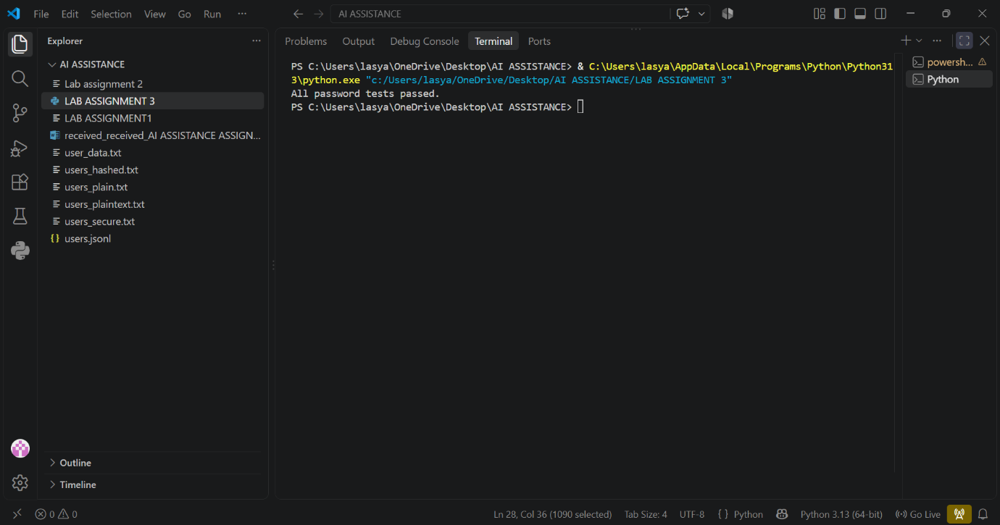 File Edit Selection View Go Run ···
AI ASSISTANCE
Explorer
AI ASSISTANCE
Lab assignment 2
LAB ASSIGNMENT 3
LAB ASSIGNMENT1
received_received_AI ASSISTANCE ASSIGN...
user_data.txt
users_hashed.txt
users_plain.txt
users_plaintext.txt
users_secure.txt
{} users.jsonl
Outline
Timeline
Problems Output Debug Console Terminal Ports
PS C:\Users\lasya\OneDrive\Desktop\AI ASSISTANCE> & C:\Users\lasya\AppData\Local\Programs\Python\Python31
3\python.exe "c:/Users/lasya/OneDrive/Desktop/AI ASSISTANCE/LAB ASSIGNMENT 3"
All password tests passed.
PS C:\Users\lasya\OneDrive\Desktop\AI ASSISTANCE>
powersh...
Python
0 0
Ln 28, Col 36 (1090 selected) Tab Size: 4 UTF-8 {} Python Python 3.13 (64-bit) Go Live